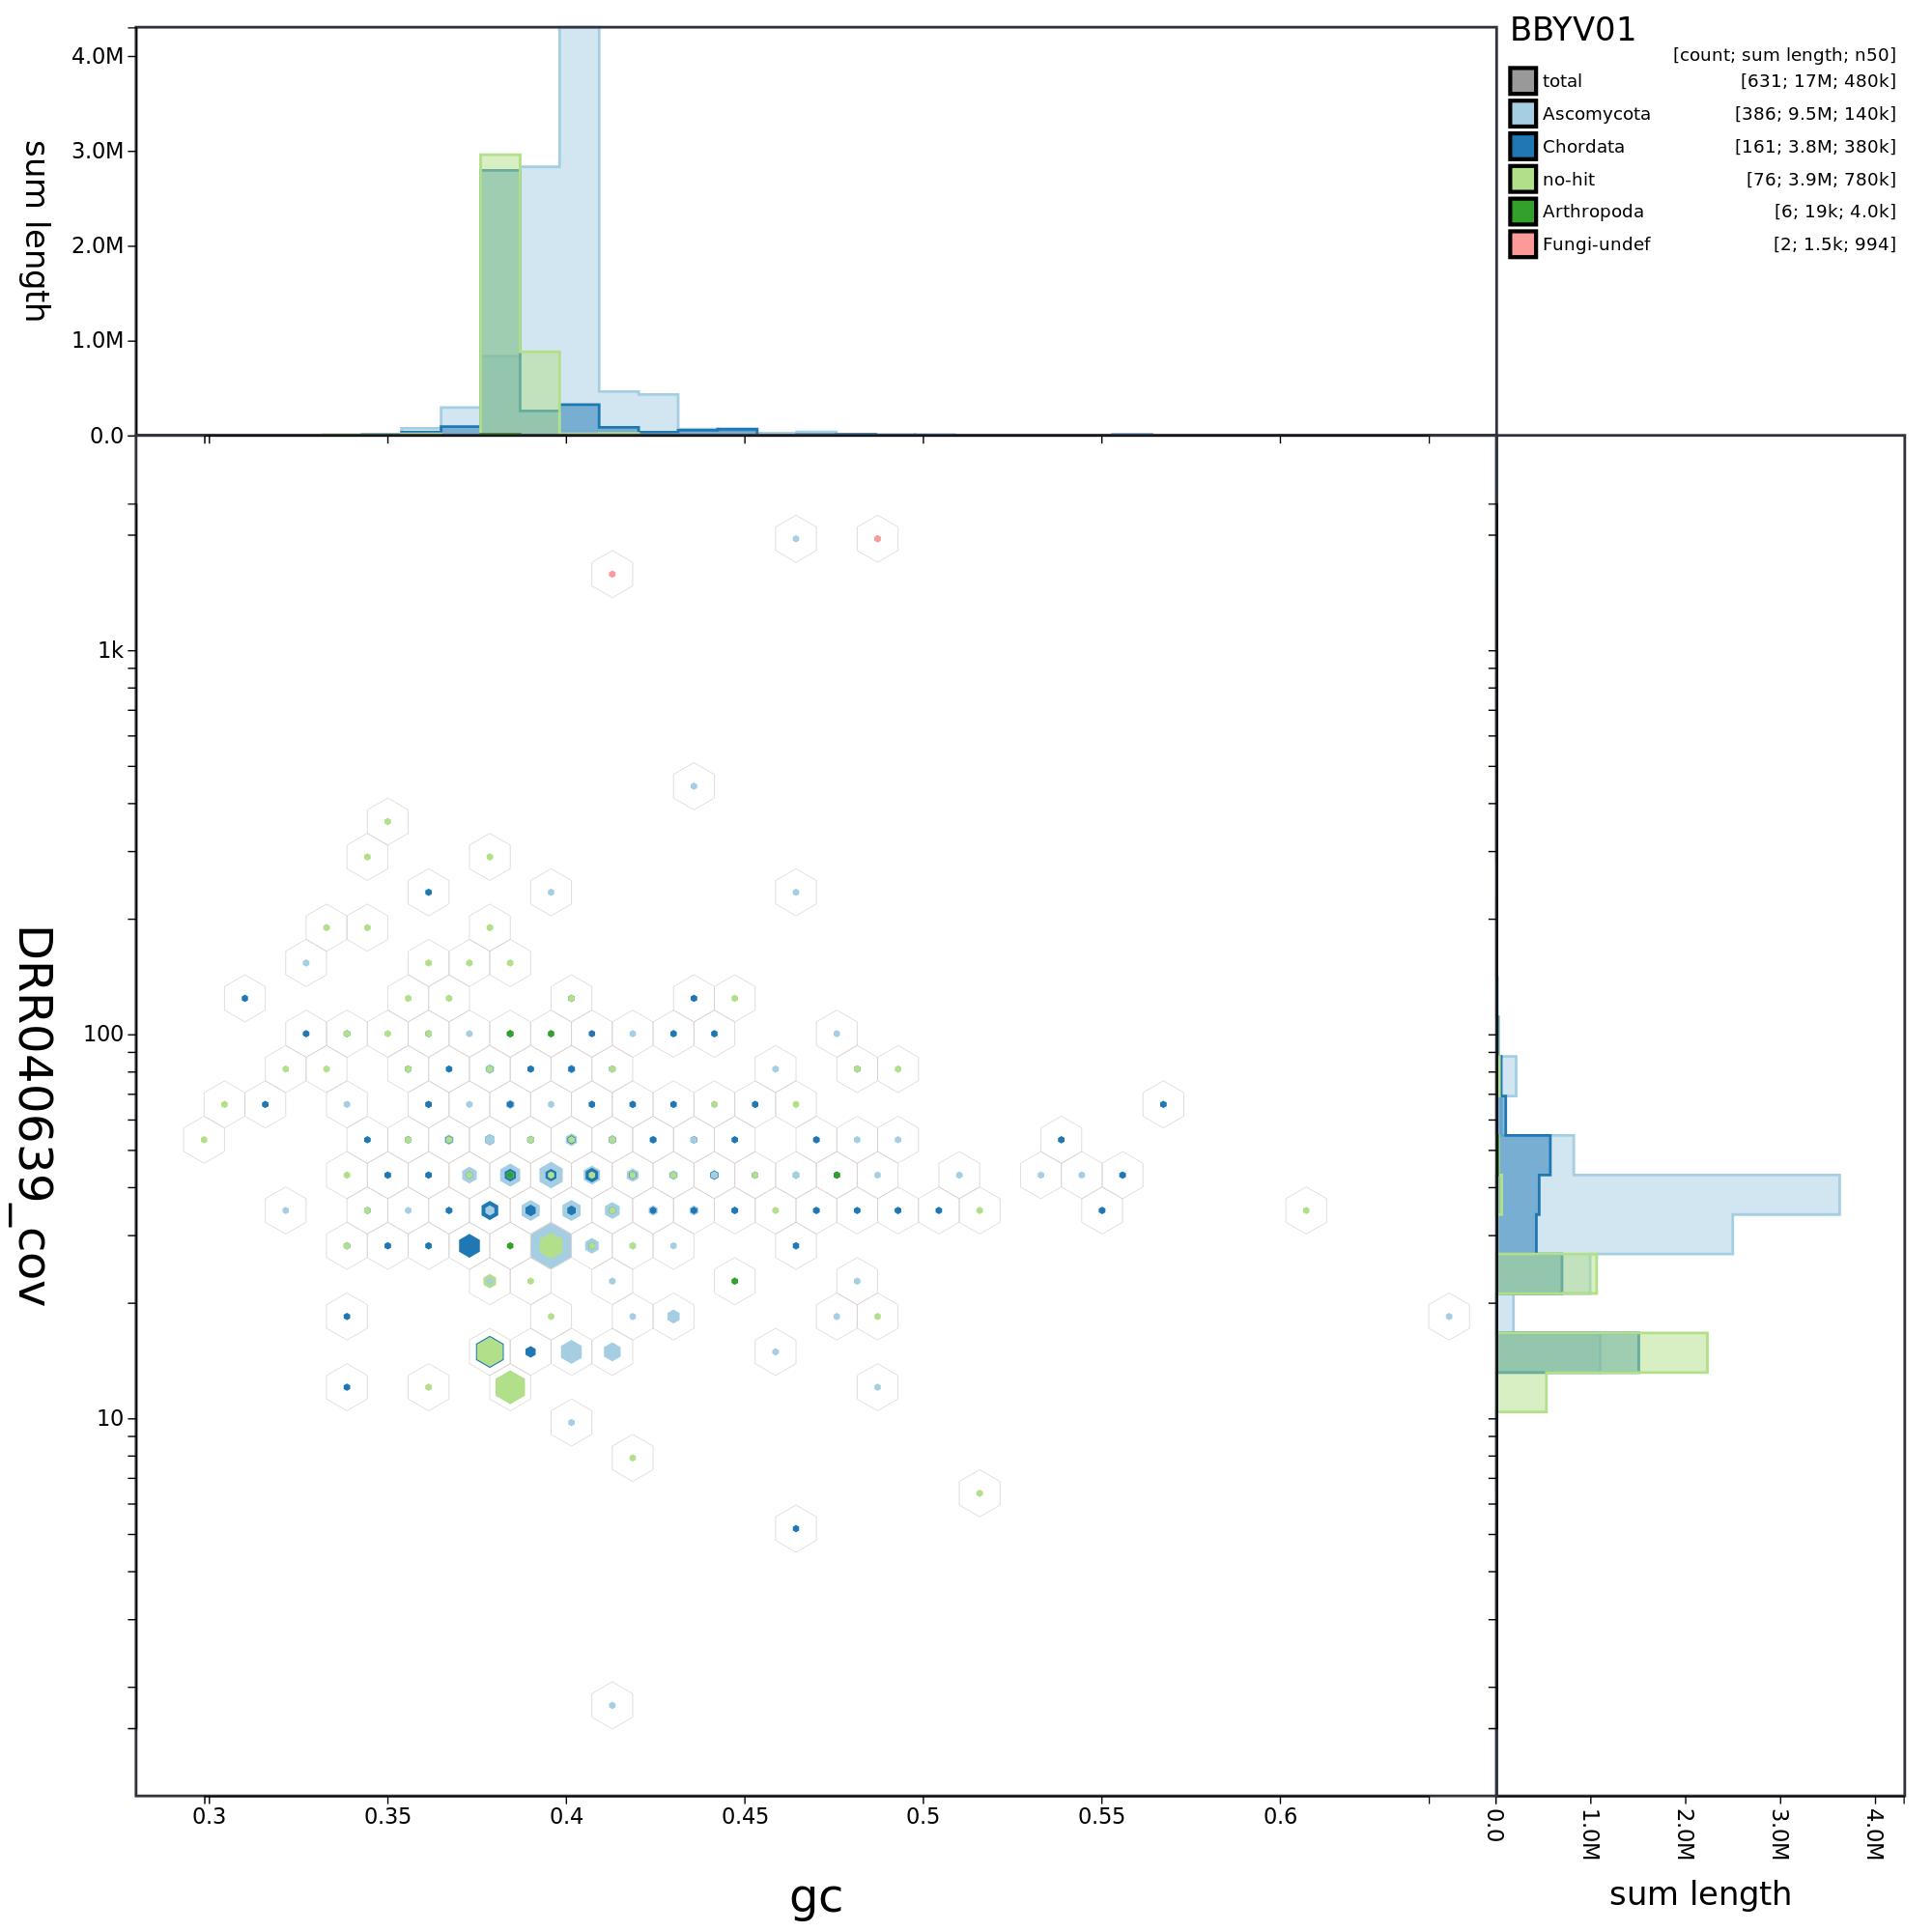 BBYV01
[count; sum length; n50]
total [631; 17M; 480k]
Ascomycota [386; 9.5M; 140k]
Chordata [161; 3.8M; 380k]
no-hit [76; 3.9M; 780k]
Arthropoda [6; 19k; 4.0k]
Fungi-undef [2; 1.5k; 994]
sum length
4.0M
3.0M
2.0M
1.0M
0.0
DRR040639_cov
1k
100
10
0.3 0.35 0.4 0.45 0.5 0.55 0.6
gc
0.0 1.0M 2.0M 3.0M 4.0M
sum length